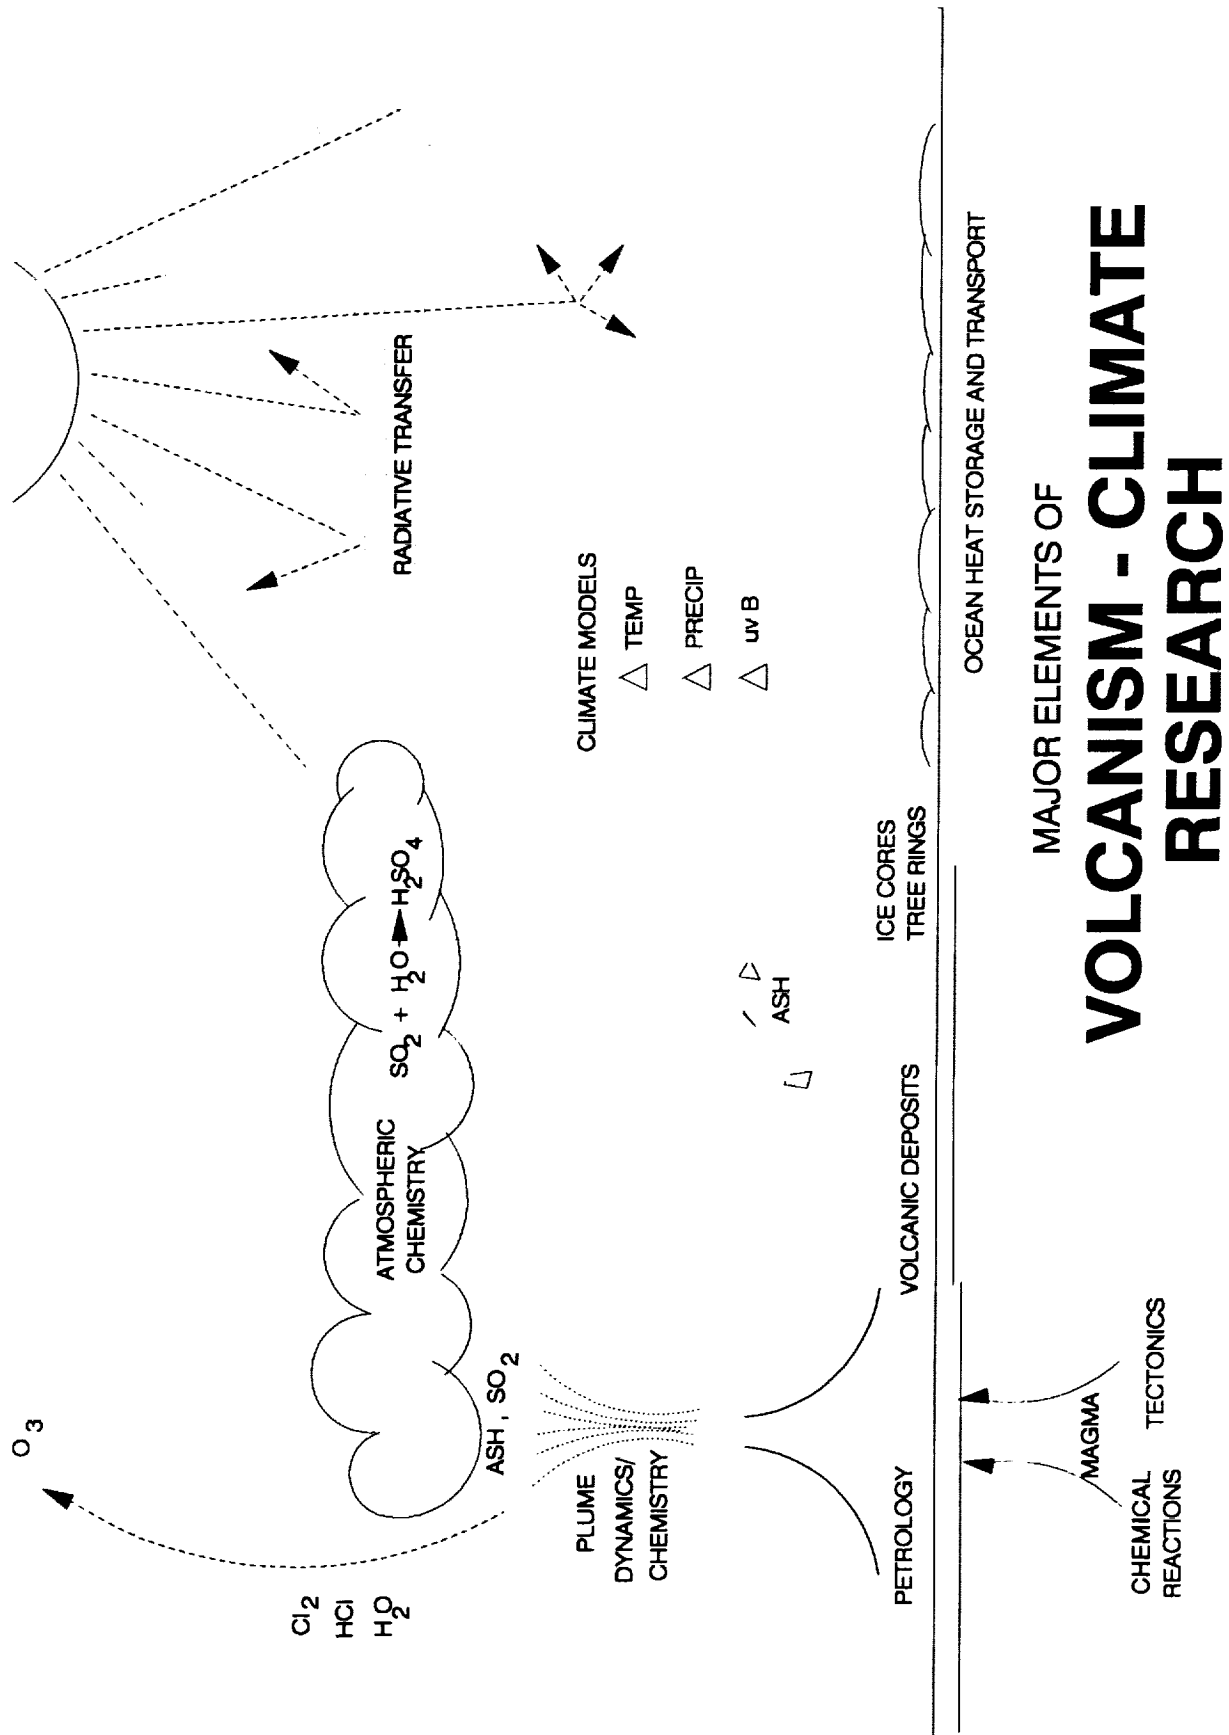 O3
Cl2
HCl
H2O
RADIATIVE TRANSFER
ATMOSPHERIC
CHEMISTRY
SO2 + H2O → H2SO4
ASH , SO2
PLUME
DYNAMICS/
CHEMISTRY
CLIMATE MODELS
△ TEMP
△ PRECIP
△ uv B
ASH
PETROLOGY
VOLCANIC DEPOSITS
ICE CORES
TREE RINGS
OCEAN HEAT STORAGE AND TRANSPORT
MAGMA
CHEMICAL
REACTIONS
TECTONICS
MAJOR ELEMENTS OF
VOLCANISM - CLIMATE
RESEARCH